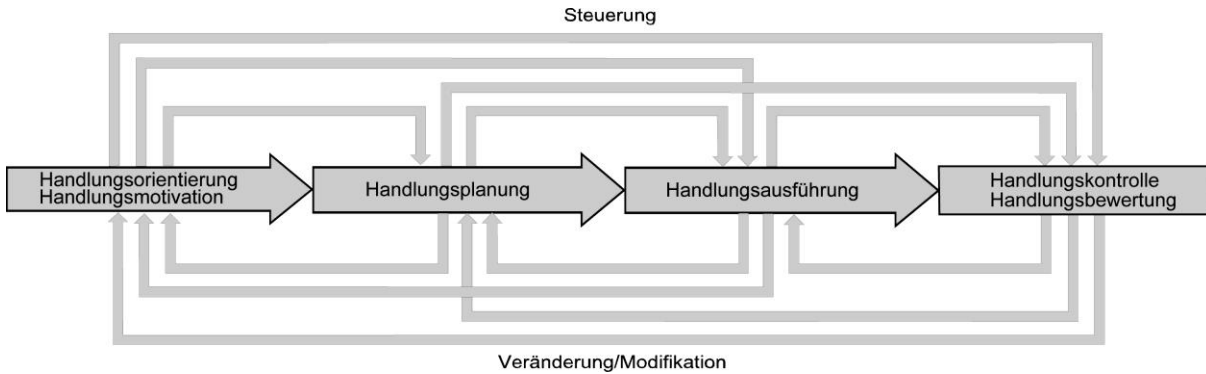 Steuerung
Handlungsorientierung
Handlungsmotivation
Handlungsplanung
Handlungsausführung
Handlungskontrolle
Handlungsbewertung
Veränderung/Modifikation